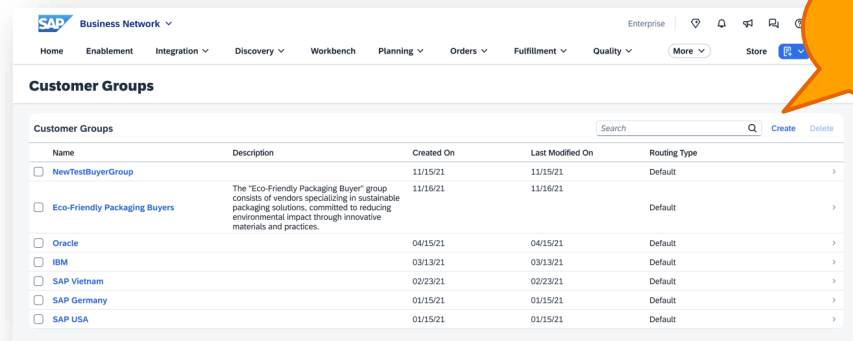 SAP Business Network Enterprise
Home Enablement Integration Discovery Workbench Planning Orders Fulfillment Quality More Store
Customer Groups
Customer Groups Search Create Delete
Name Description Created On Last Modified On Routing Type
NewTestBuyerGroup 11/15/21 11/15/21 Default
The "Eco-Friendly Packaging Buyer" group 11/16/21 11/16/21
consists of vendors specializing in sustainable
Eco-Friendly Packaging Buyers packaging solutions, committed to reducing Default
environmental impact through innovative
materials and practices.
Oracle 04/15/21 04/15/21 Default
IBM 03/13/21 03/13/21 Default
SAP Vietnam 02/23/21 02/23/21 Default
SAP Germany 01/15/21 01/15/21 Default
SAP USA 01/15/21 01/15/21 Default